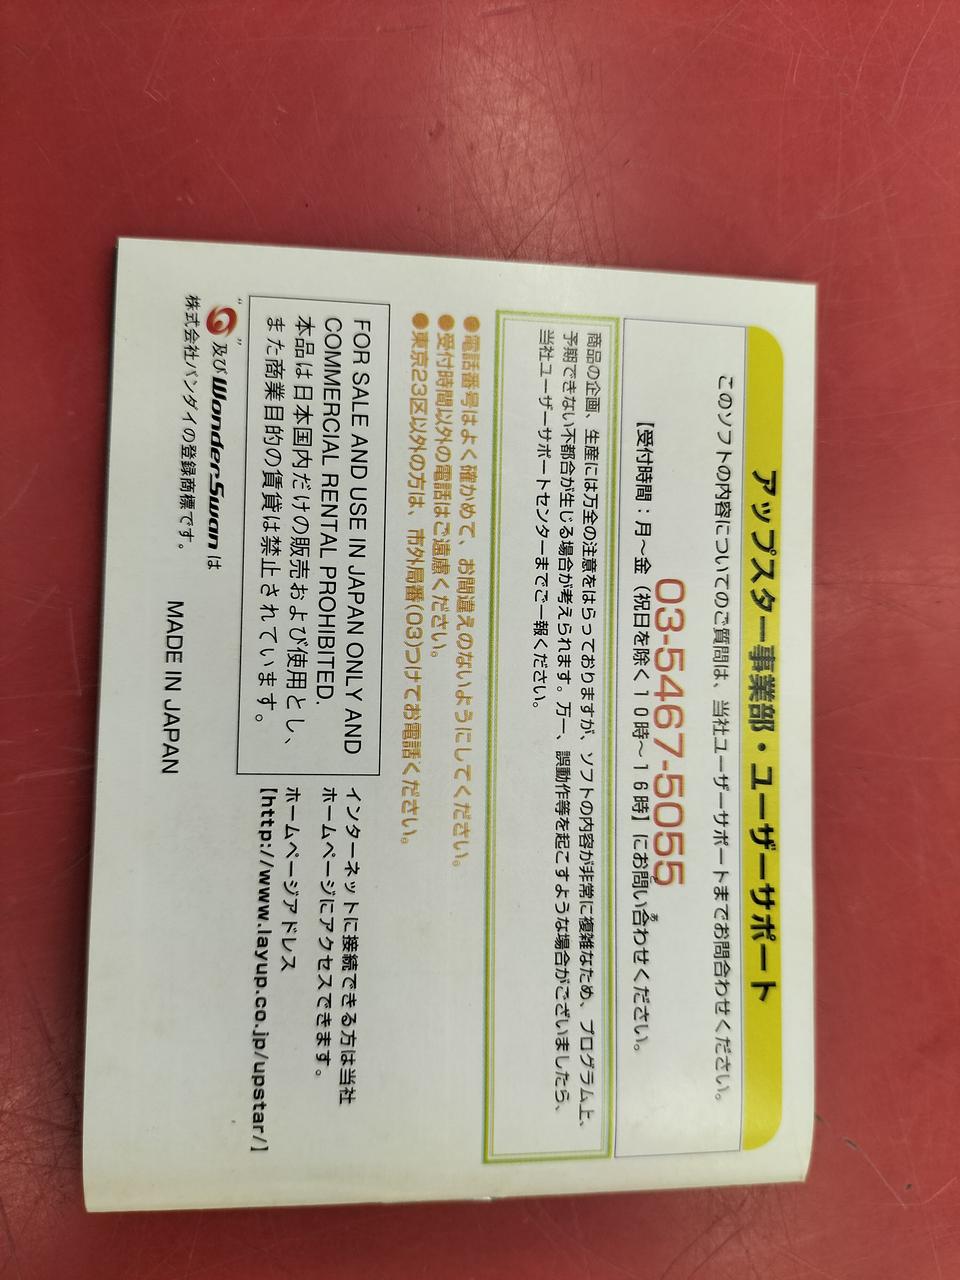 アップスター事業部・ユーザーサポート
このソフトの内容についてのご質問は、当社ユーザーサポートまでお問合わせください。
03-5467-5055
【受付時間：月～金（祝日を除く１０時～１６時】にお問い合わせください。
商品の企画、生産には万全の注意をはらっておりますが、ソフトの内容が非常に複雑なため、プログラム上、
予期できない不都合が生じる場合が考えられます。万一、誤動作等を起こすような場合がございましたら、
当社ユーザーサポートセンターまでご一報ください。
●電話番号はよく確かめて、お間違えのないようにしてください。
●受付時間以外の電話はご遠慮ください。
●東京23区以外の方は、市外局番(03)つけてお電話ください。
FOR SALE AND USE IN JAPAN ONLY AND
COMMERCIAL RENTAL PROHIBITED.
本品は日本国内だけの販売および使用とし、
また商業目的の賃貸は禁止されています。
インターネットに接続できる方は当社
ホームページにアクセスできます。
ホームページアドレス
【http://www.layup.co.jp/upstar/】
“ ” 及び WonderSwan は
株式会社バンダイの登録商標です。
MADE IN JAPAN